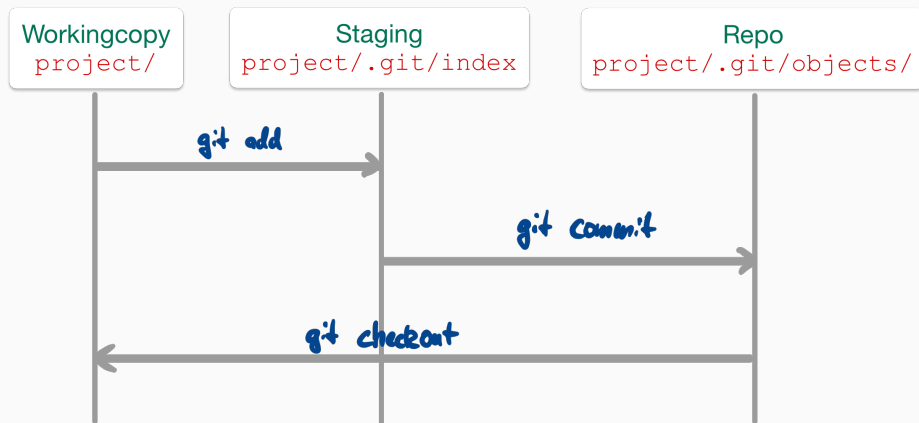 Workingcopy
project/
Staging
project/.git/index
Repo
project/.git/objects/
git add
git commit
git checkout